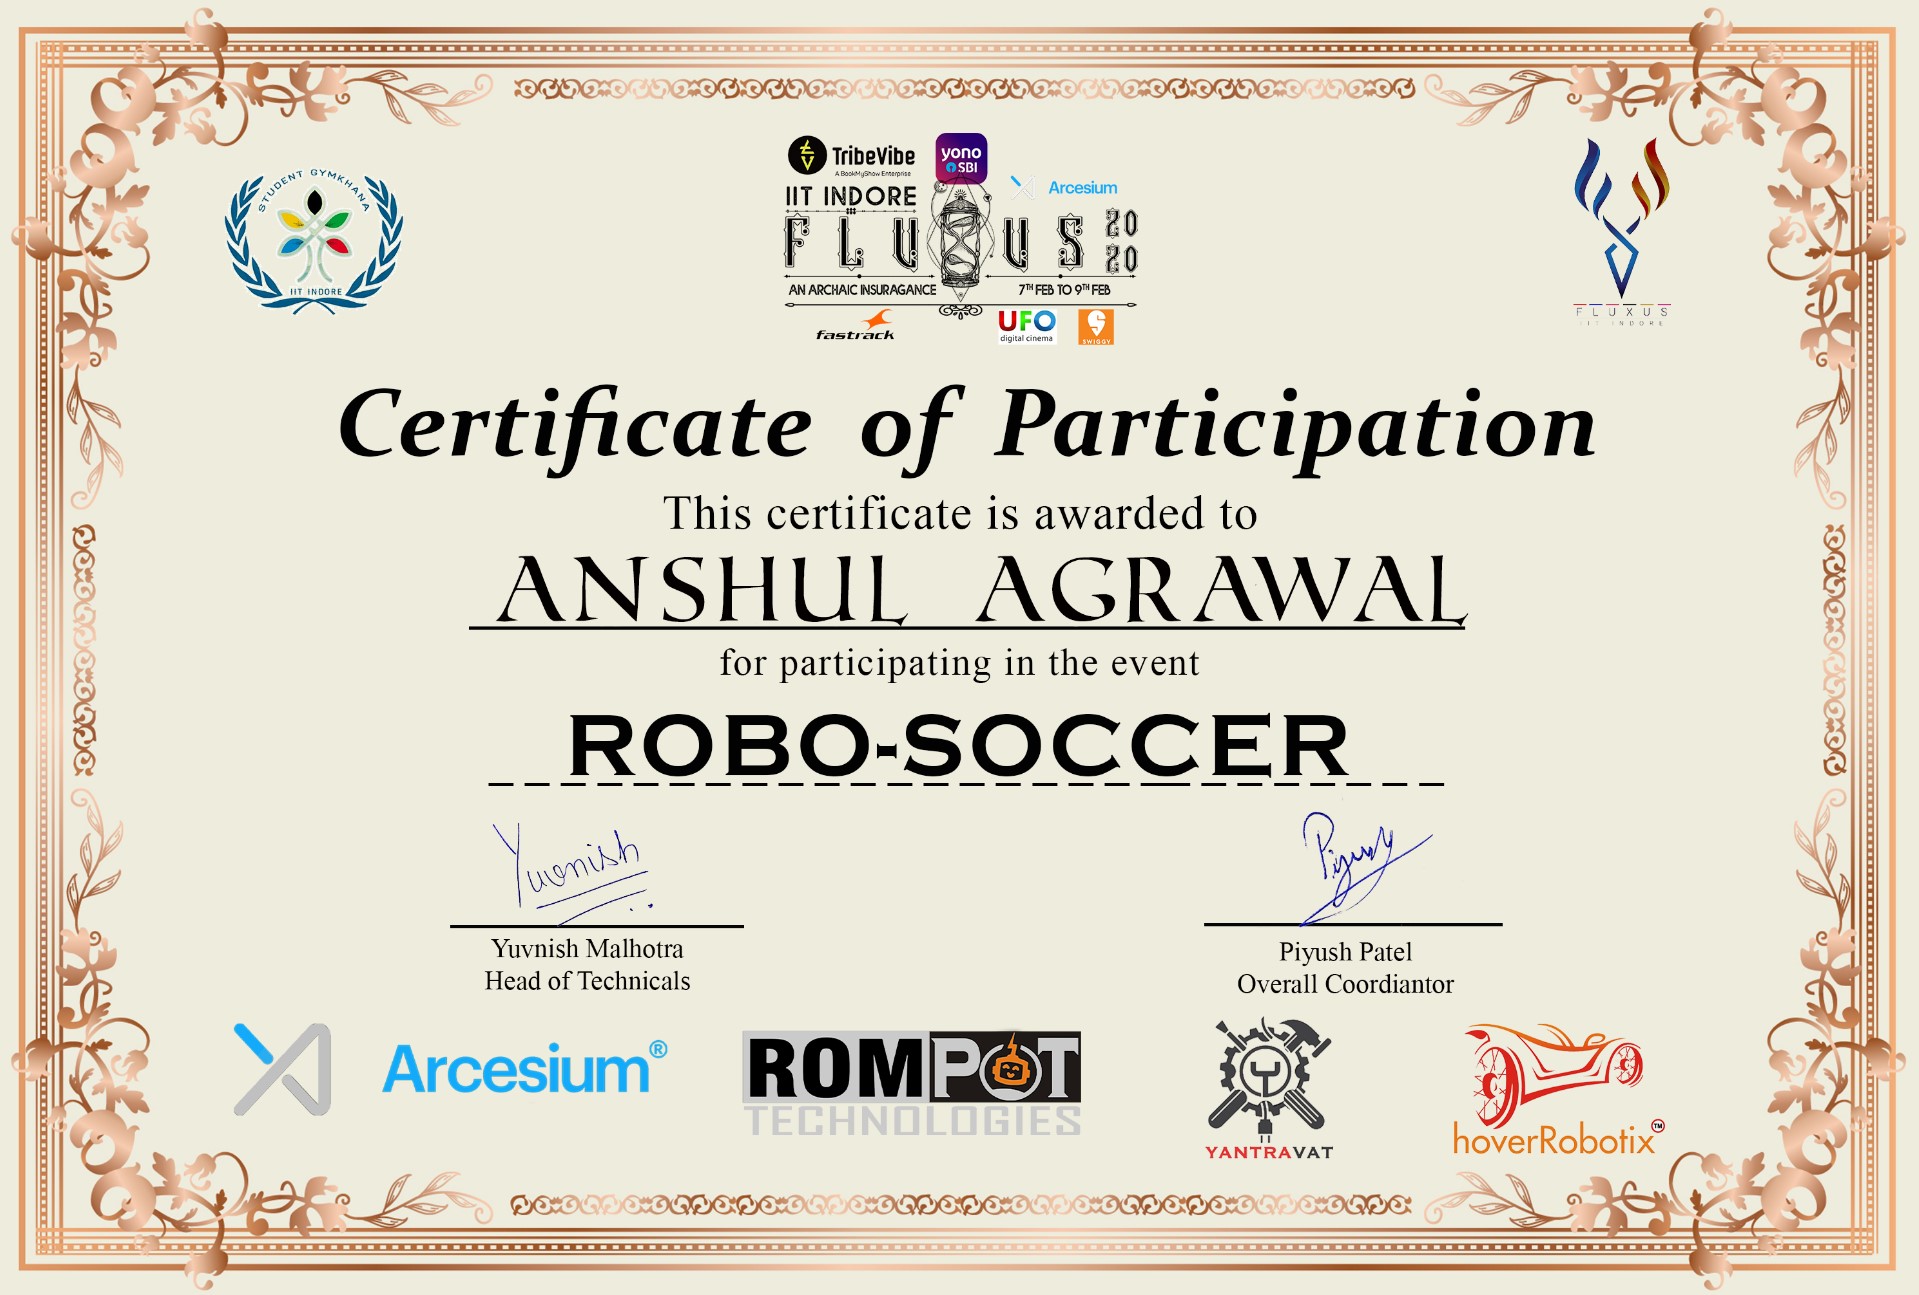 STUDENT GYMKHANA
IIT INDORE
TribeVibe
A BookMyShow Enterprise
yono
SBI
Arcesium
IIT INDORE
FLUXUS 2020
AN ARCHAIC INSURAGANCE 7TH FEB TO 9TH FEB
fastrack
UFO
digital cinema
SWIGGY
FLUXUS
IIT INDORE
Certificate of Participation
This certificate is awarded to
ANSHUL AGRAWAL
for participating in the event
ROBO-SOCCER
Yuvnish
Piyush
Yuvnish Malhotra
Head of Technicals
Piyush Patel
Overall Coordiantor
Arcesium®
ROMPOT
TECHNOLOGIES
YANTRAVAT
hoverRobotix™